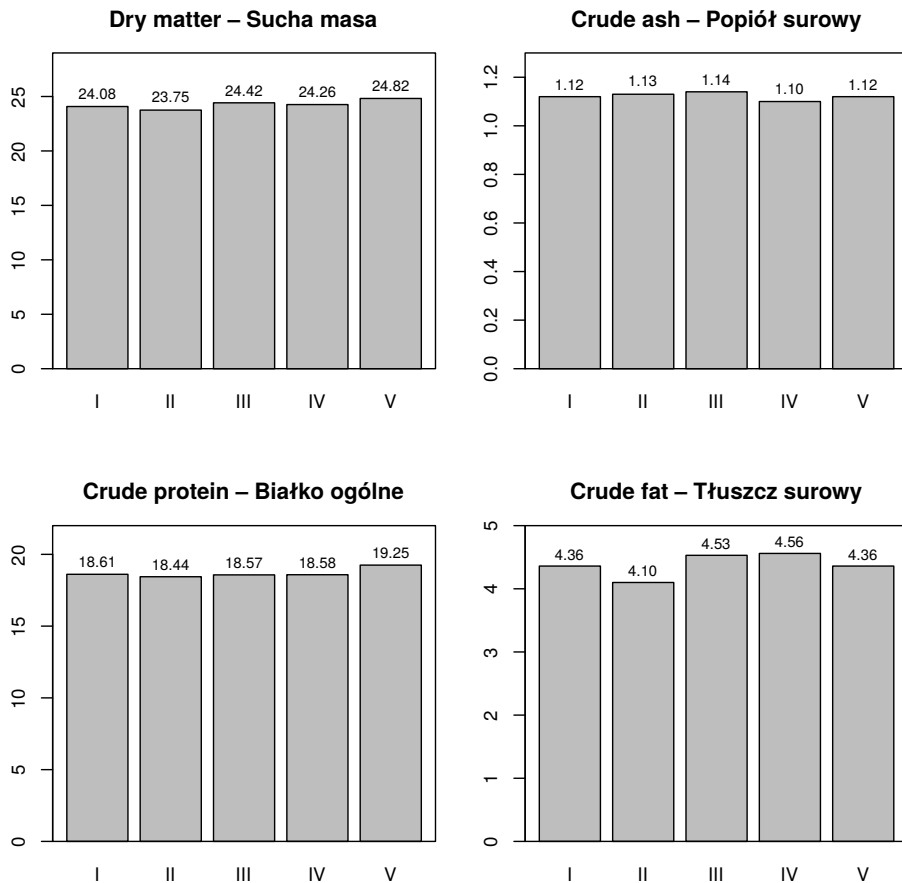 Dry matter – Sucha masa
24.08 23.75 24.42 24.26 24.82
25
20
15
10
5
0
I II III IV V
Crude ash – Popiół surowy
1.12 1.13 1.14 1.10 1.12
1.2
1.0
0.8
0.6
0.4
0.2
0.0
I II III IV V
Crude protein – Białko ogólne
18.61 18.44 18.57 18.58 19.25
20
15
10
5
0
I II III IV V
Crude fat – Tłuszcz surowy
4.36 4.10 4.53 4.56 4.36
5
4
3
2
1
0
I II III IV V